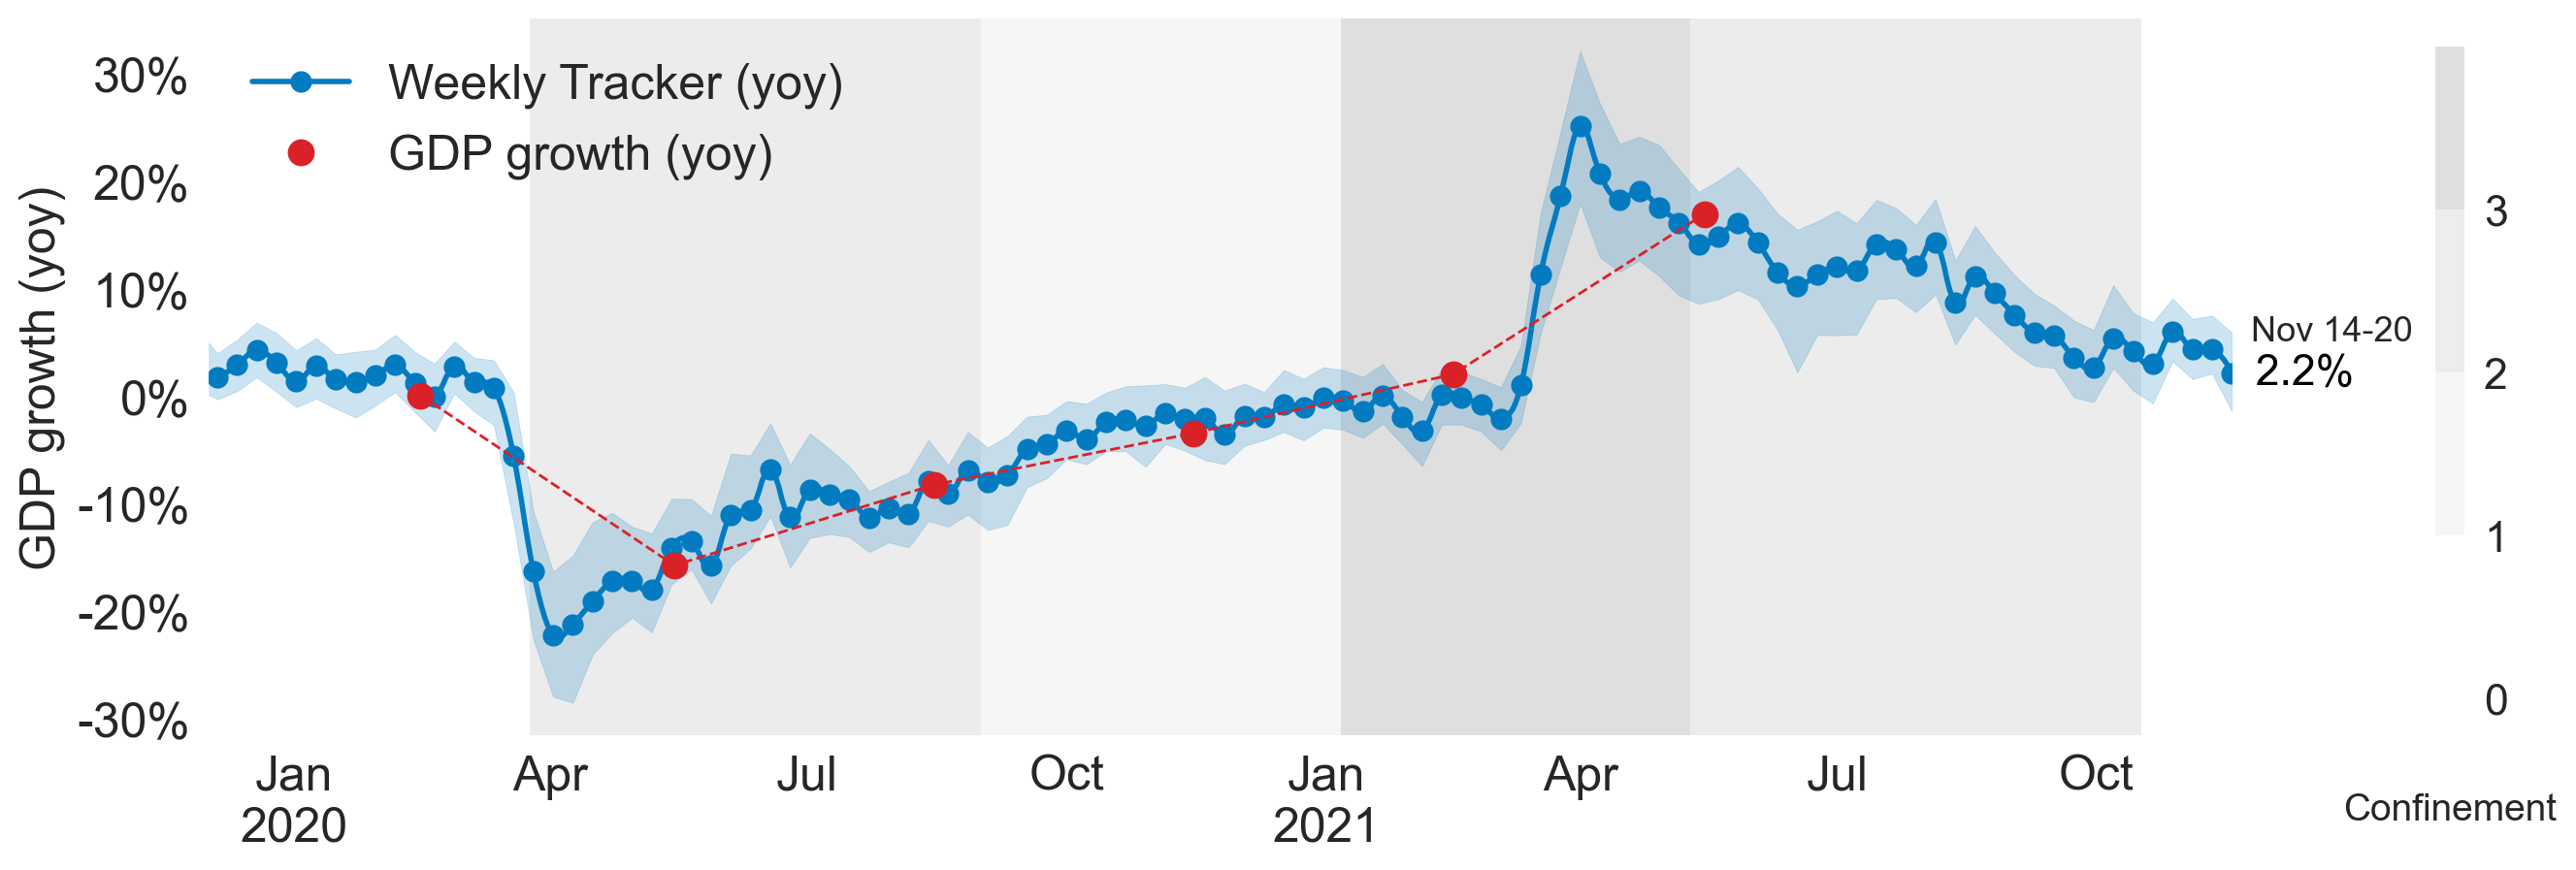 Weekly Tracker (yoy)
GDP growth (yoy)
GDP growth (yoy)
30%
20%
10%
0%
-10%
-20%
-30%
Jan
2020
Apr
Jul
Oct
Jan
2021
Apr
Jul
Oct
Nov 14-20
2.2%
3
2
1
0
Confinement